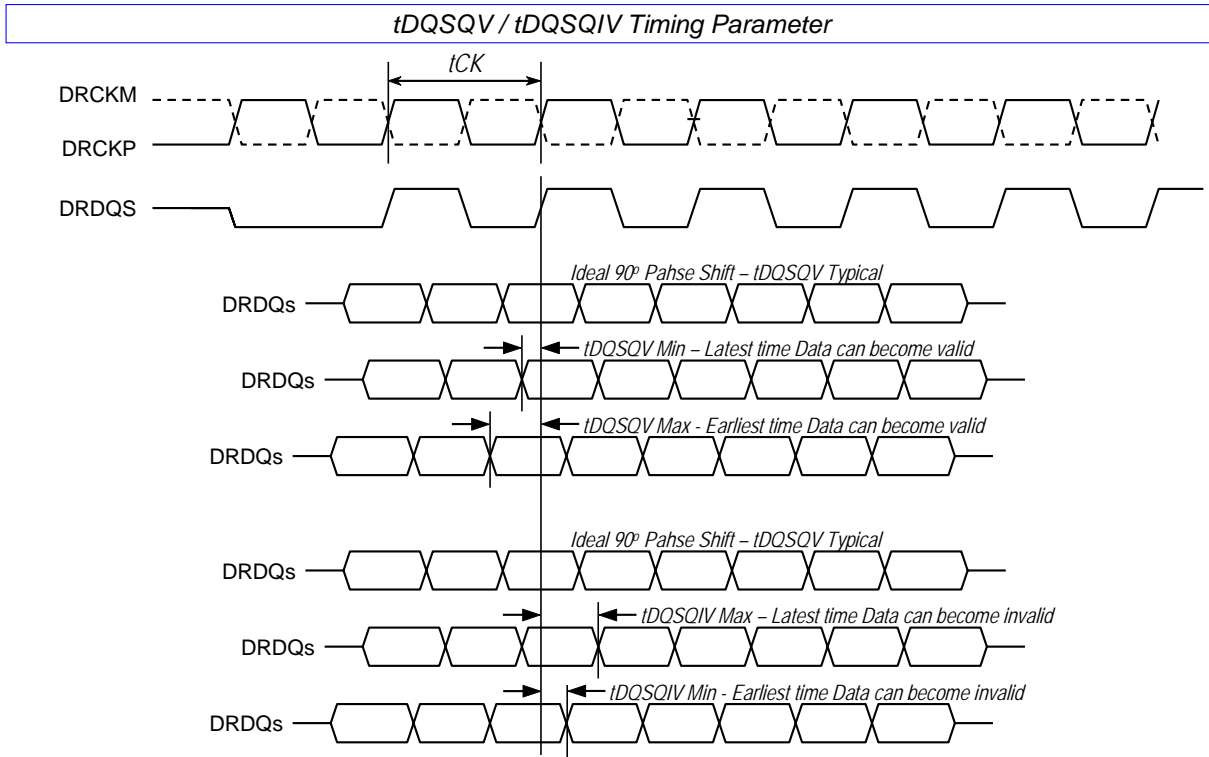 tDQSQV / tDQSQIV Timing Parameter
tCK
DRCKM
DRCKP
DRDQS
Ideal 90º Pahse Shift – tDQSQV Typical
DRDQs
tDQSQV Min – Latest time Data can become valid
DRDQs
tDQSQV Max - Earliest time Data can become valid
DRDQs
Ideal 90º Pahse Shift – tDQSQV Typical
DRDQs
tDQSQIV Max – Latest time Data can become invalid
DRDQs
tDQSQIV Min - Earliest time Data can become invalid
DRDQs